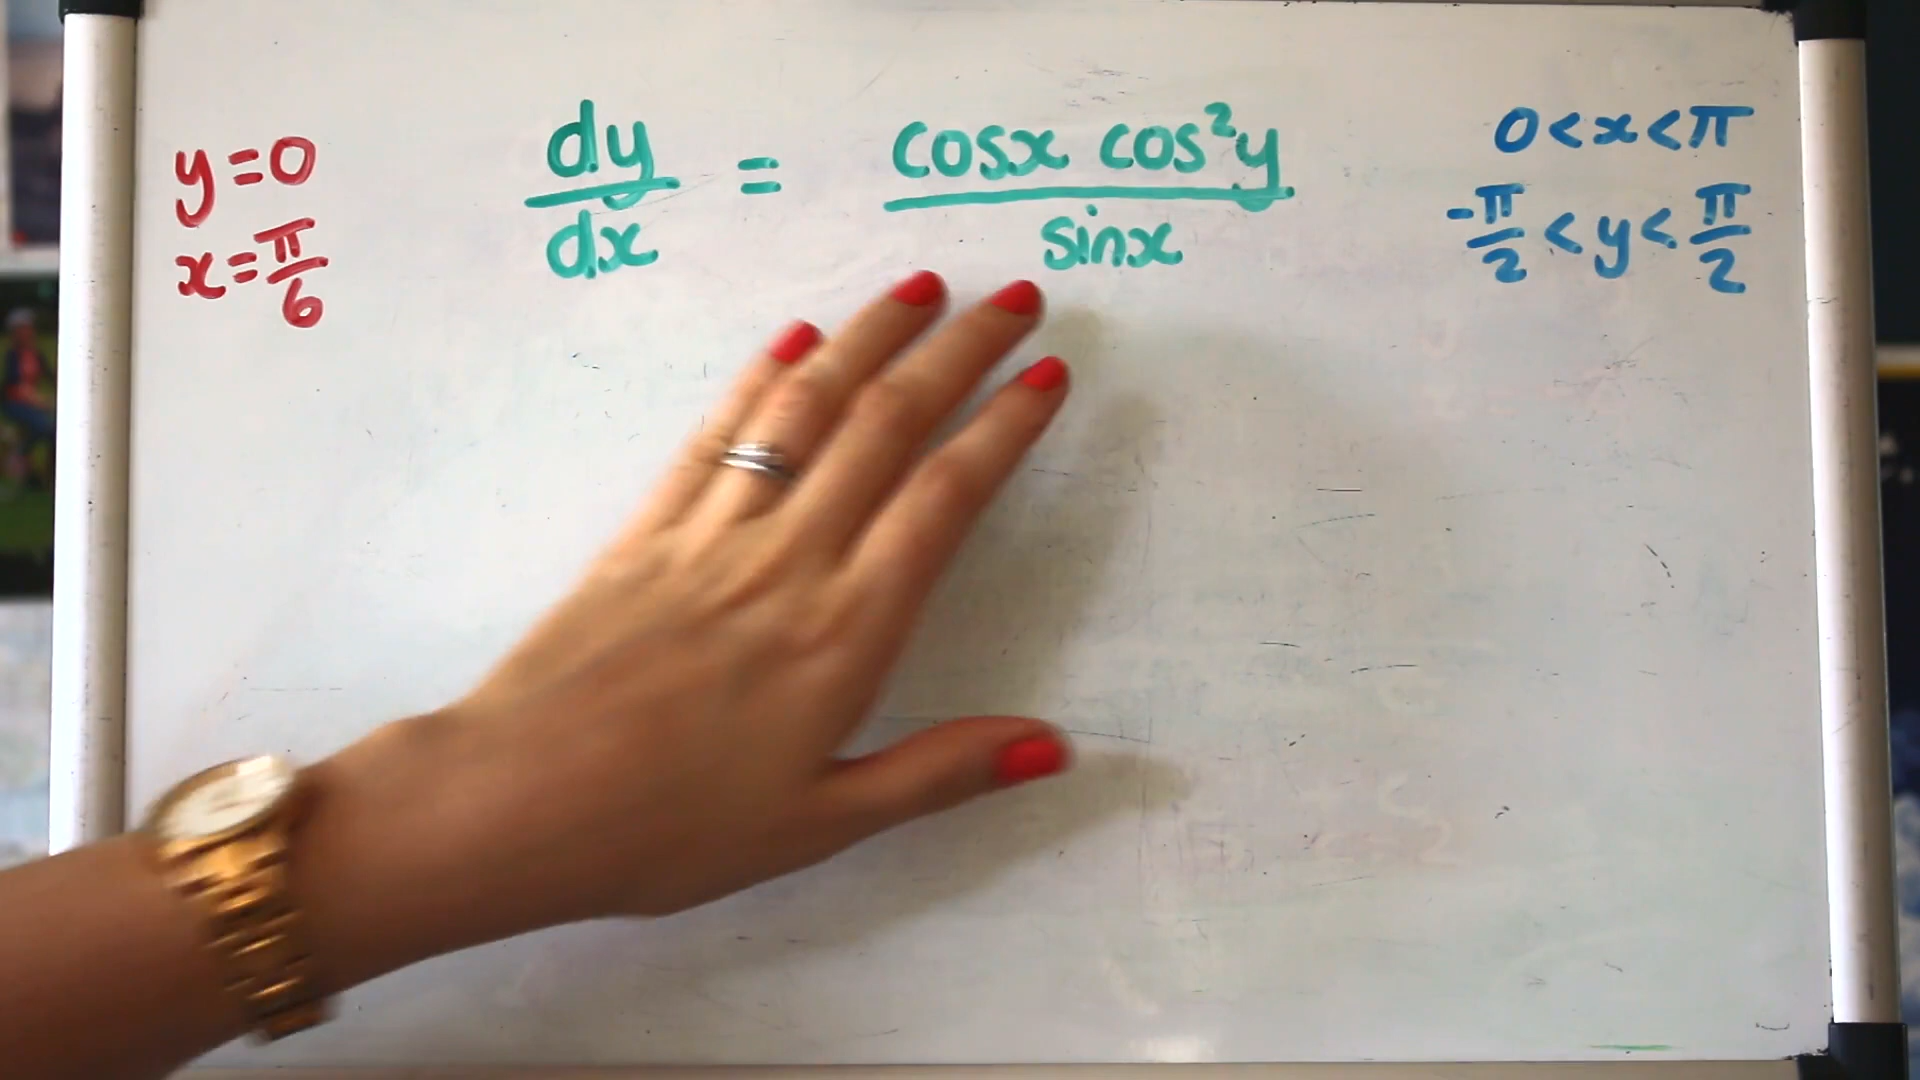 y=0
x=π/6
dy/dx = cosx cos²y/sinx
0<x<π
-π/2<y<π/2